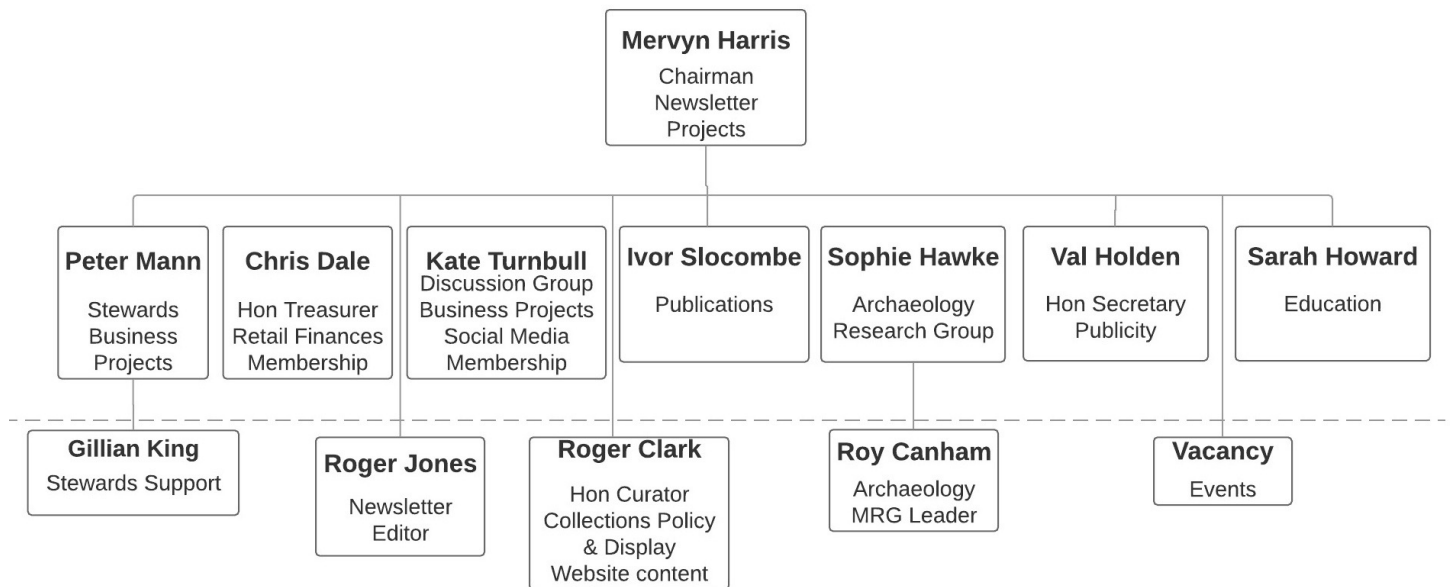 Mervyn Harris
Chairman
Newsletter
Projects
Peter Mann
Stewards
Business
Projects
Chris Dale
Hon Treasurer
Retail Finances
Membership
Kate Turnbull
Discussion Group
Business Projects
Social Media
Membership
Ivor Slocombe
Publications
Sophie Hawke
Archaeology
Research Group
Val Holden
Hon Secretary
Publicity
Sarah Howard
Education
Gillian King
Stewards Support
Roger Jones
Newsletter
Editor
Roger Clark
Hon Curator
Collections Policy
& Display
Website content
Roy Canham
Archaeology
MRG Leader
Vacancy
Events